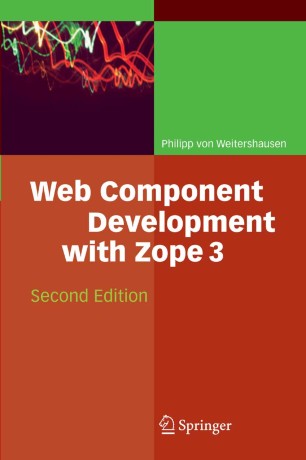 Philipp von Weitershausen
Web Component
Development
with Zope 3
Second Edition
Springer